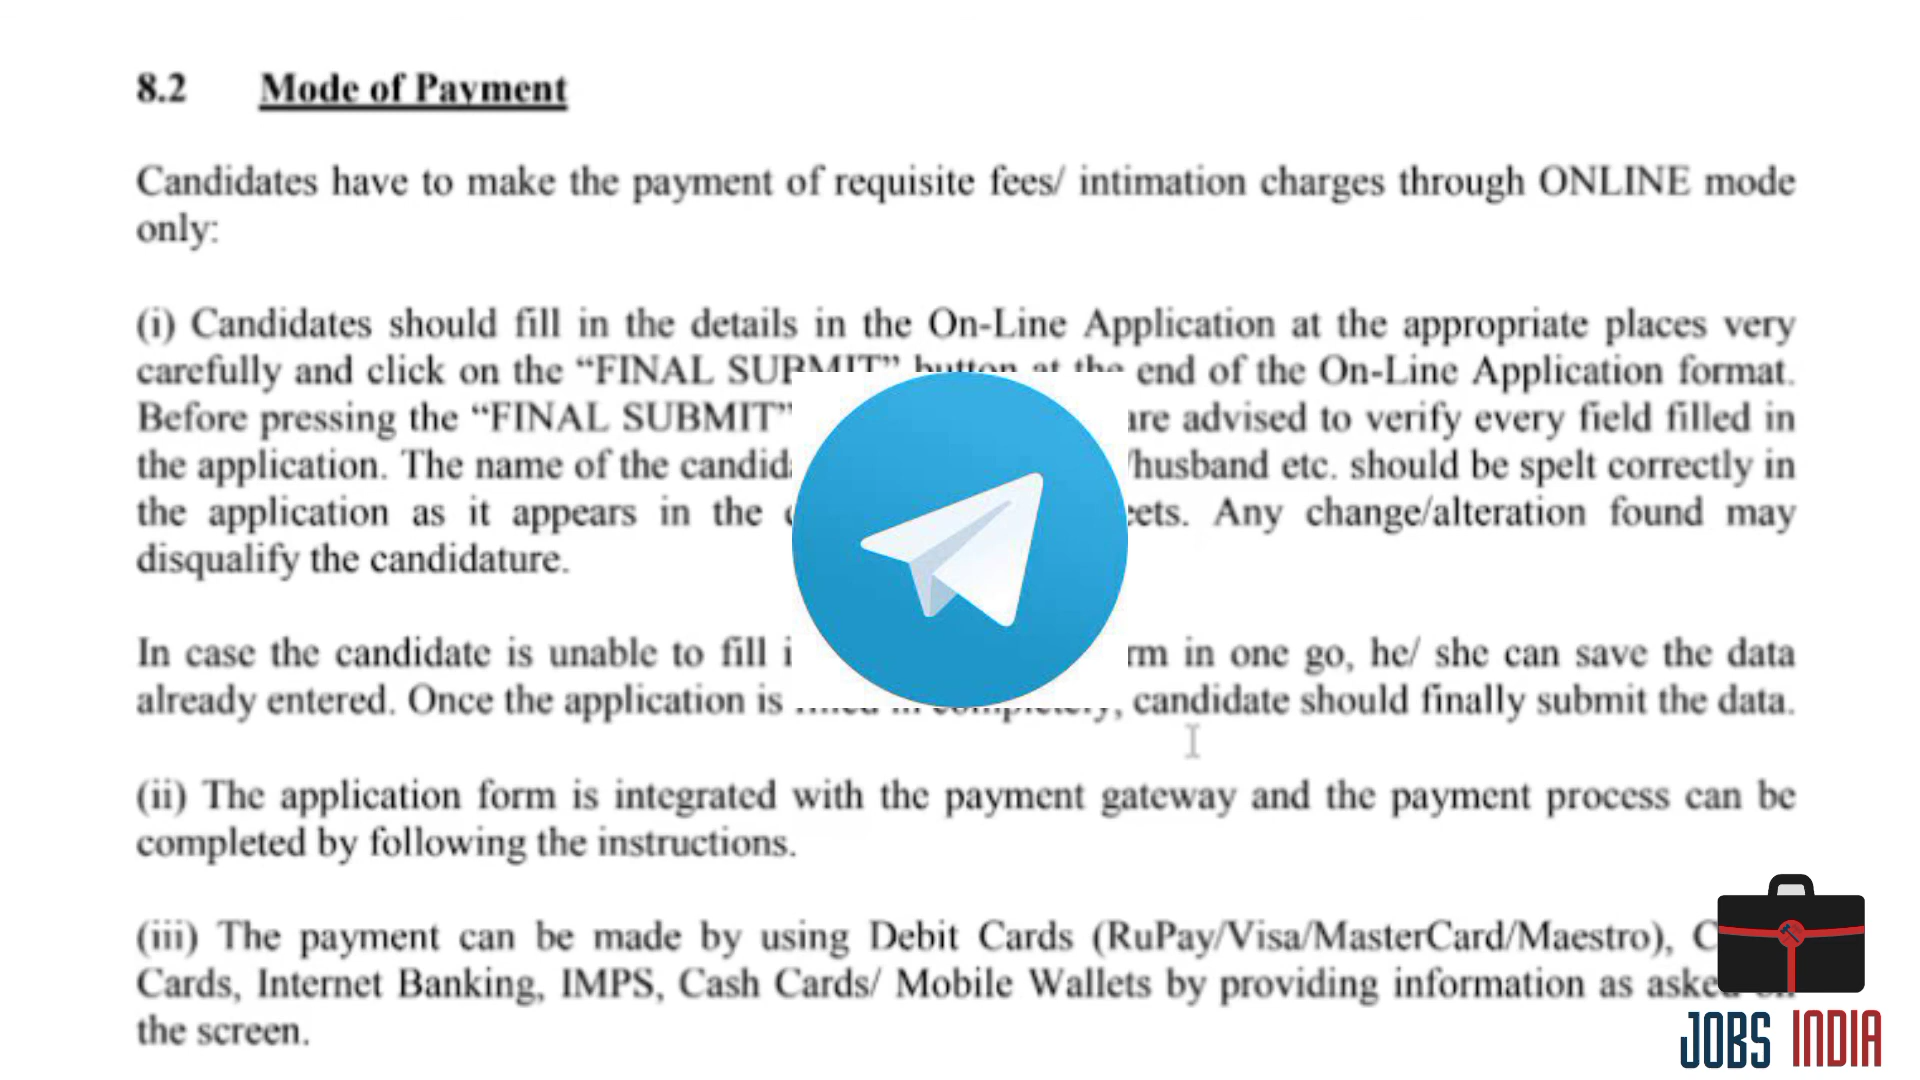 8.2 Mode of Payment
Candidates have to make the payment of requisite fees/ intimation charges through ONLINE mode
only:
(i) Candidates should fill in the details in the On-Line Application at the appropriate places very
carefully and click on the “FINAL SUBMIT” button at the end of the On-Line Application format.
Before pressing the “FINAL SUBMIT” are advised to verify every field filled in
the application. The name of the /husband etc. should be spelt correctly in
the application as it appears in the Any change/alteration found may
disqualify the candidature.
In case the candidate is unable to fill in one go, he/ she can save the data
already entered. Once the application is completely, candidate should finally submit the data.
(ii) The application form is integrated with the payment gateway and the payment process can be
completed by following the instructions.
(iii) The payment can be made by using Debit Cards (RuPay/Visa/MasterCard/Maestro),
Cards, Internet Banking, IMPS, Cash Cards/ Mobile Wallets by providing information as asked
the screen.
JOBS INDIA